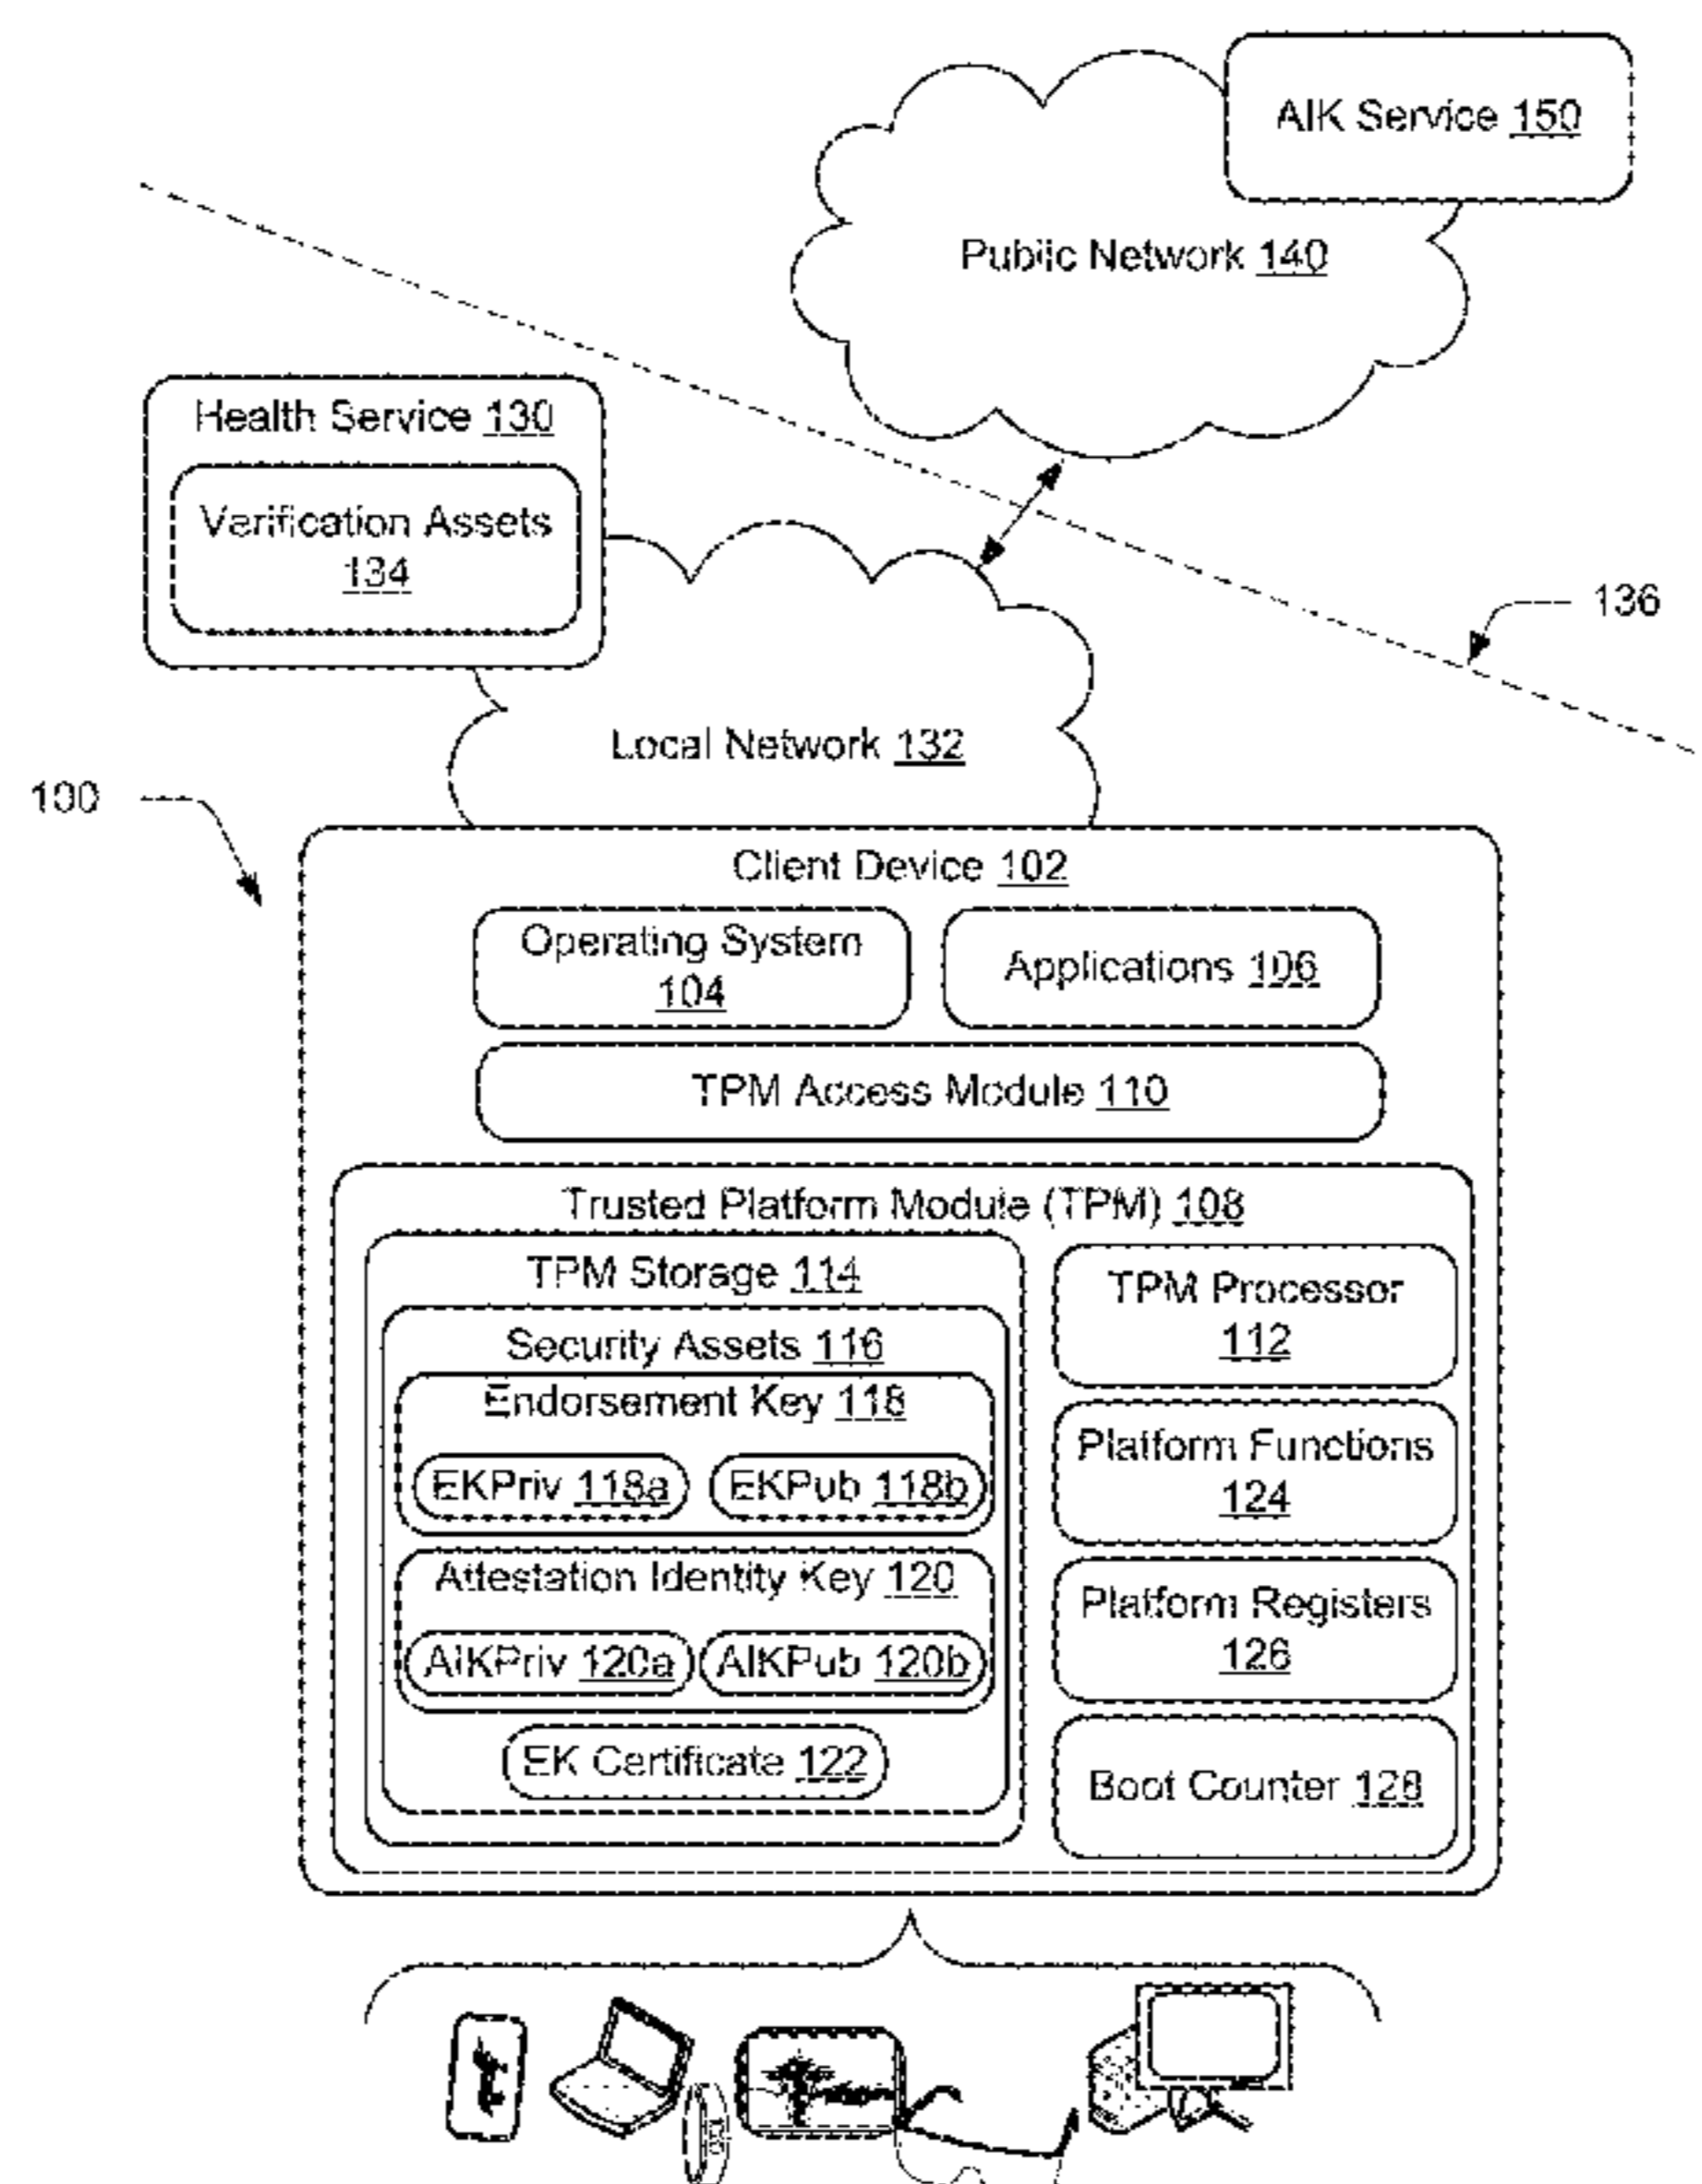 AIK Service 150
Public Network 140
Health Service 130
Verification Assets
134
136
Local Network 132
100
Client Device 102
Operating System
104
Applications 106
TPM Access Module 110
Trusted Platform Module (TPM) 108
TPM Storage 114
Security Assets 116
Endorsement Key 118
EKPriv 118a
EKPub 118b
Attestation Identity Key 120
AIKPriv 120a
AIKPub 120b
EK Certificate 122
TPM Processor
112
Platform Functions
124
Platform Registers
126
Boot Counter 128